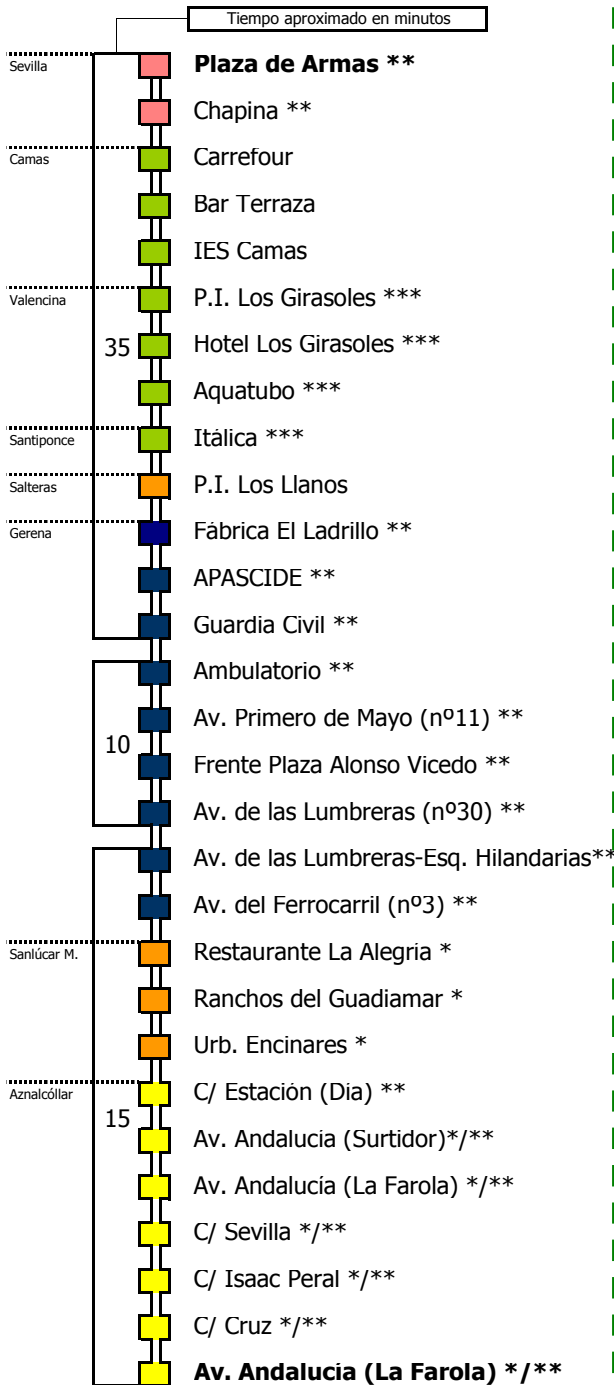 Tiempo aproximado en minutos
Sevilla
Plaza de Armas **
Chapina **
Camas
Carrefour
Bar Terraza
IES Camas
Valencina
P.I. Los Girasoles ***
35
Hotel Los Girasoles ***
Aquatubo ***
Santiponce
Itálica ***
Salteras
P.I. Los Llanos
Gerena
Fábrica El Ladrillo **
APASCIDE **
Guardia Civil **
Ambulatorio **
Av. Primero de Mayo (nº11) **
10
Frente Plaza Alonso Vicedo **
Av. de las Lumbreras (nº30) **
Av. de las Lumbreras-Esq. Hilandarias**
Av. del Ferrocarril (nº3) **
Sanlúcar M.
Restaurante La Alegria *
Ranchos del Guadiamar *
Urb. Encinares *
Aznalcóllar
C/ Estación (Dia) **
15
Av. Andalucía (Surtidor)*/**
Av. Andalucía (La Farola) */**
C/ Sevilla */**
C/ Isaac Peral */**
C/ Cruz */**
Av. Andalucía (La Farola) */**